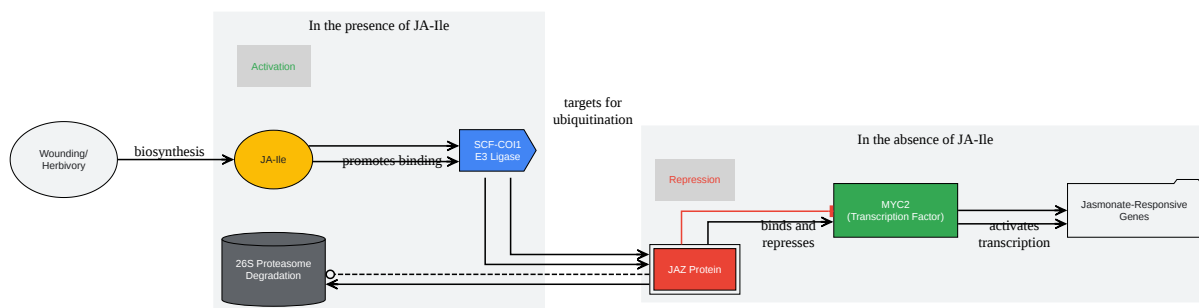 In the presence of JA-Ile
Activation
targets for
ubiquitination
In the absence of JA-Ile
Wounding/
Herbivory
biosynthesis
JA-Ile
promotes binding
SCF-COI1
E3 Ligase
Repression
MYC2
(Transcription Factor)
Jasmonate-Responsive
Genes
binds and
represses
activates
transcription
26S Proteasome
Degradation
JAZ Protein